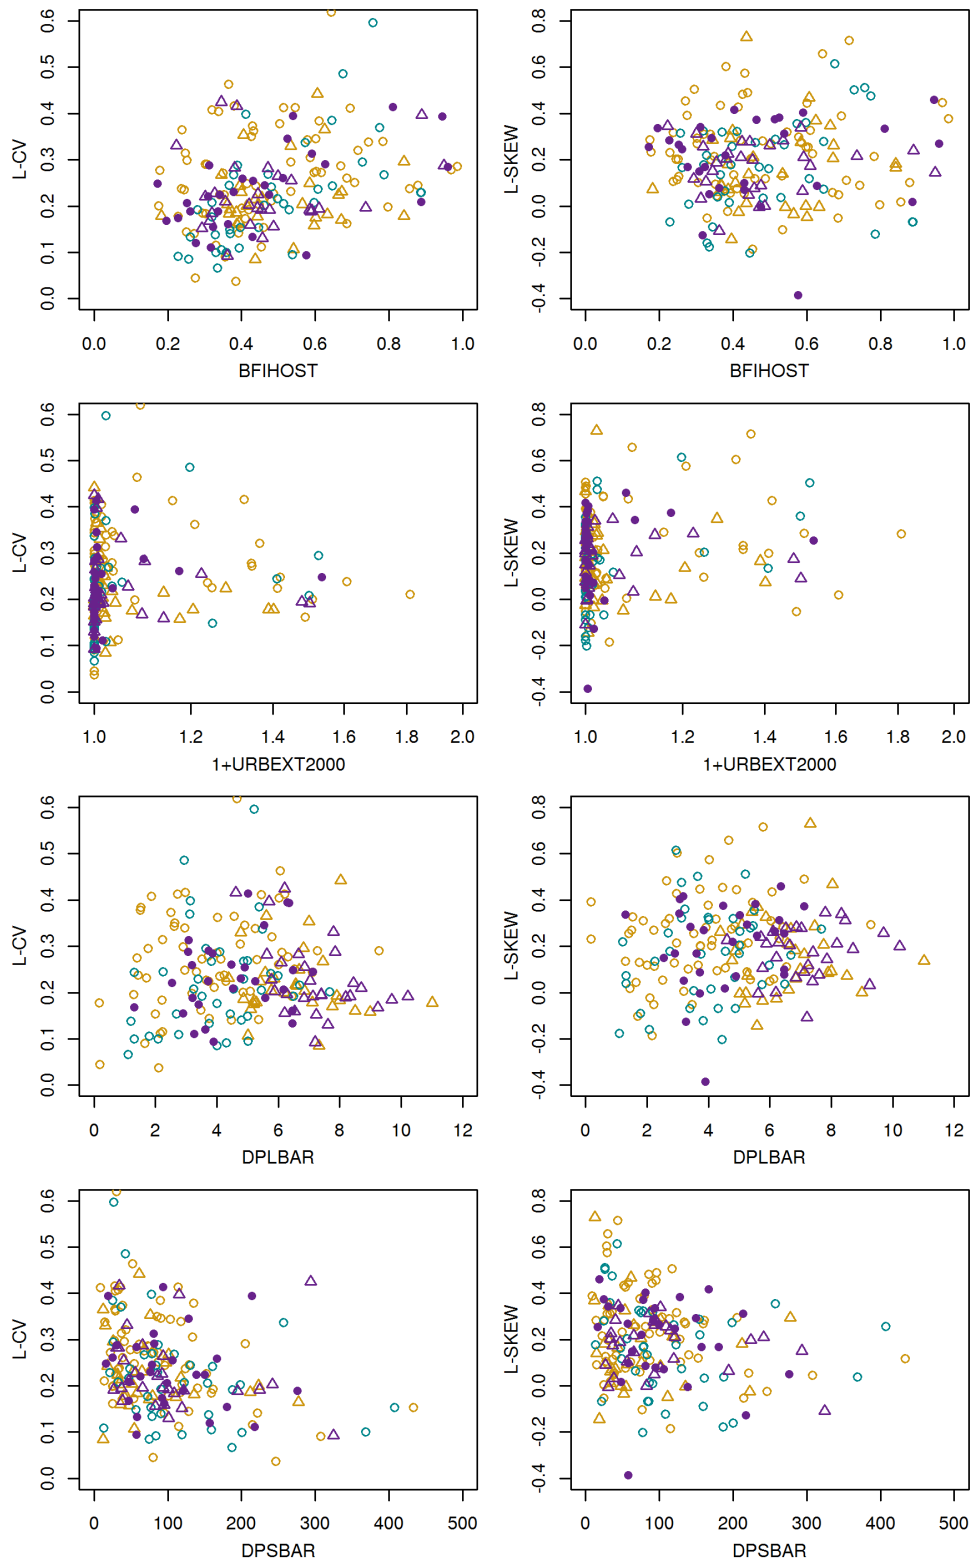 L-CV
0.0 0.1 0.2 0.3 0.4 0.5 0.6
0.0 0.2 0.4 0.6 0.8 1.0
BFIHOST
L-SKEW
-0.4 -0.2 0.0 0.2 0.4 0.6 0.8
0.0 0.2 0.4 0.6 0.8 1.0
BFIHOST
L-CV
0.0 0.1 0.2 0.3 0.4 0.5 0.6
1.0 1.2 1.4 1.6 1.8 2.0
1+URBEXT2000
L-SKEW
-0.4 -0.2 0.0 0.2 0.4 0.6 0.8
1.0 1.2 1.4 1.6 1.8 2.0
1+URBEXT2000
L-CV
0.0 0.1 0.2 0.3 0.4 0.5 0.6
0 2 4 6 8 10 12
DPLBAR
L-SKEW
-0.4 -0.2 0.0 0.2 0.4 0.6 0.8
0 2 4 6 8 10 12
DPLBAR
L-CV
0.0 0.1 0.2 0.3 0.4 0.5 0.6
0 100 200 300 400 500
DPSBAR
L-SKEW
-0.4 -0.2 0.0 0.2 0.4 0.6 0.8
0 100 200 300 400 500
DPSBAR